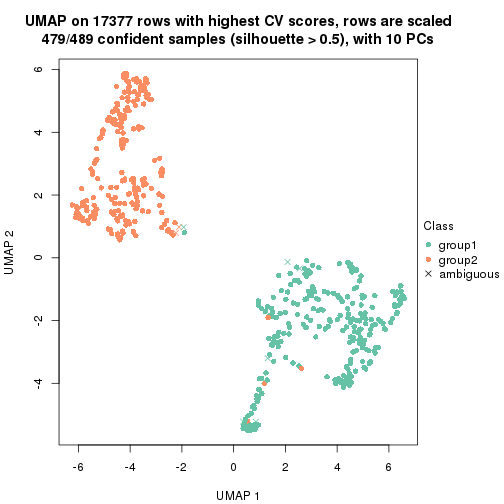 UMAP on 17377 rows with highest CV scores, rows are scaled
479/489 confident samples (silhouette > 0.5), with 10 PCs
6
4
2
0
-2
-4
UMAP 2
-6
-4
-2
0
2
4
6
UMAP 1
Class
group1
group2
ambiguous